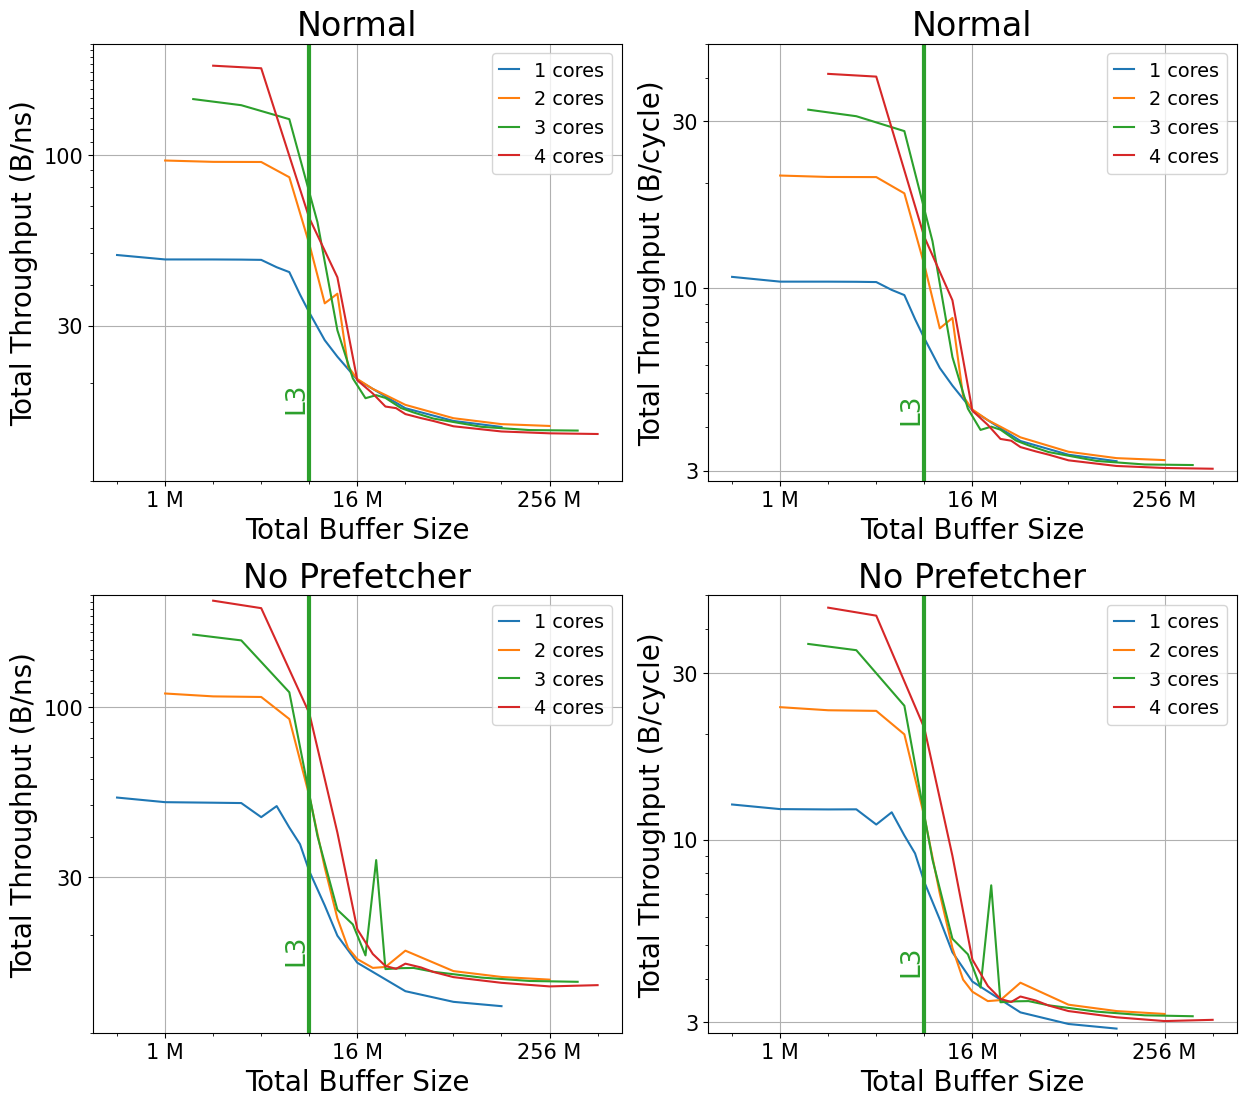 Normal
Total Throughput (B/ns)
100
30
1 cores
2 cores
3 cores
4 cores
L3
1 M
16 M
256 M
Total Buffer Size
Normal
Total Throughput (B/cycle)
30
10
3
1 cores
2 cores
3 cores
4 cores
L3
1 M
16 M
256 M
Total Buffer Size
No Prefetcher
Total Throughput (B/ns)
100
30
1 cores
2 cores
3 cores
4 cores
L3
1 M
16 M
256 M
Total Buffer Size
No Prefetcher
Total Throughput (B/cycle)
30
10
3
1 cores
2 cores
3 cores
4 cores
L3
1 M
16 M
256 M
Total Buffer Size